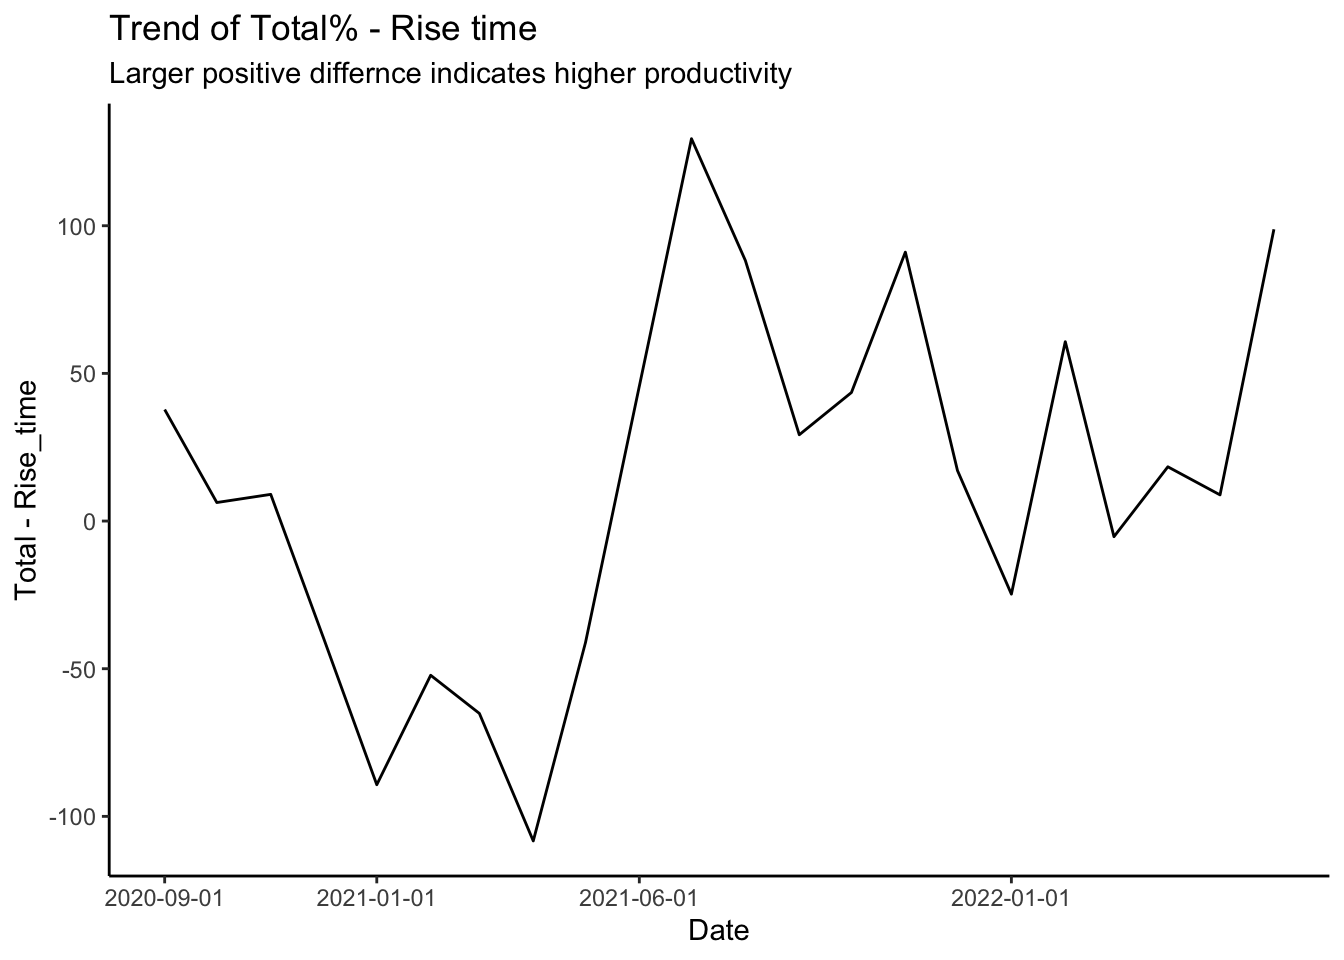 Trend of Total% - Rise time
Larger positive differnce indicates higher productivity
Total - Rise_time
100
50
0
-50
-100
2020-09-01
2021-01-01
2021-06-01
2022-01-01
Date